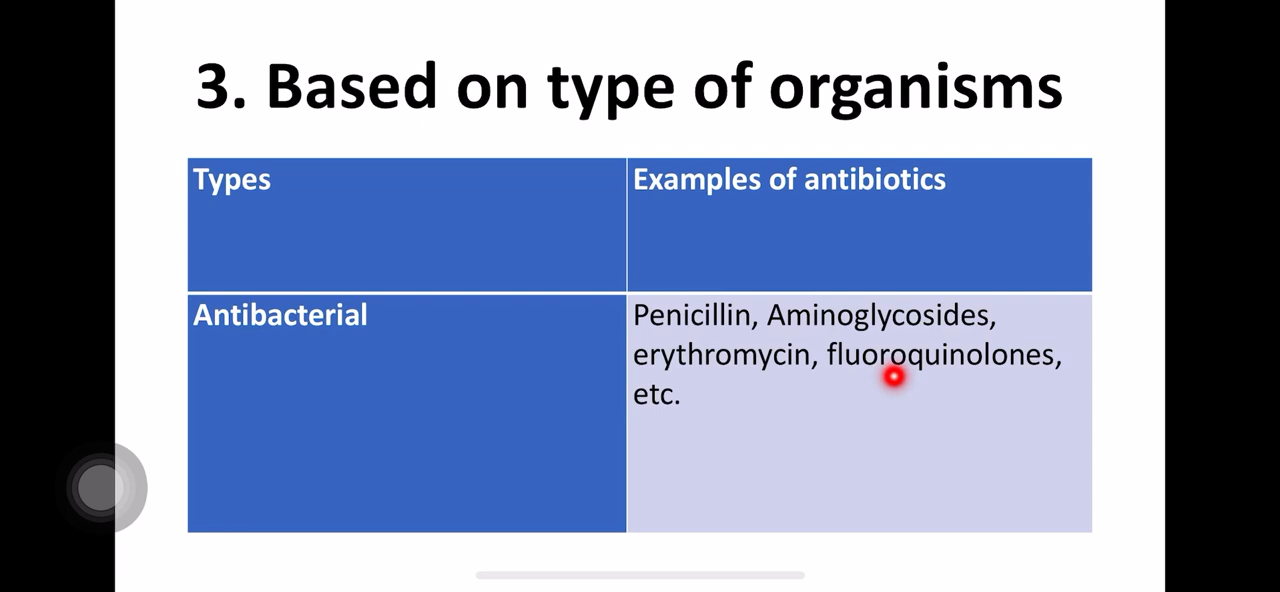 3. Based on type of organisms
Types
Examples of antibiotics
Antibacterial
Penicillin, Aminoglycosides,
erythromycin, fluoroquinolones,
etc.